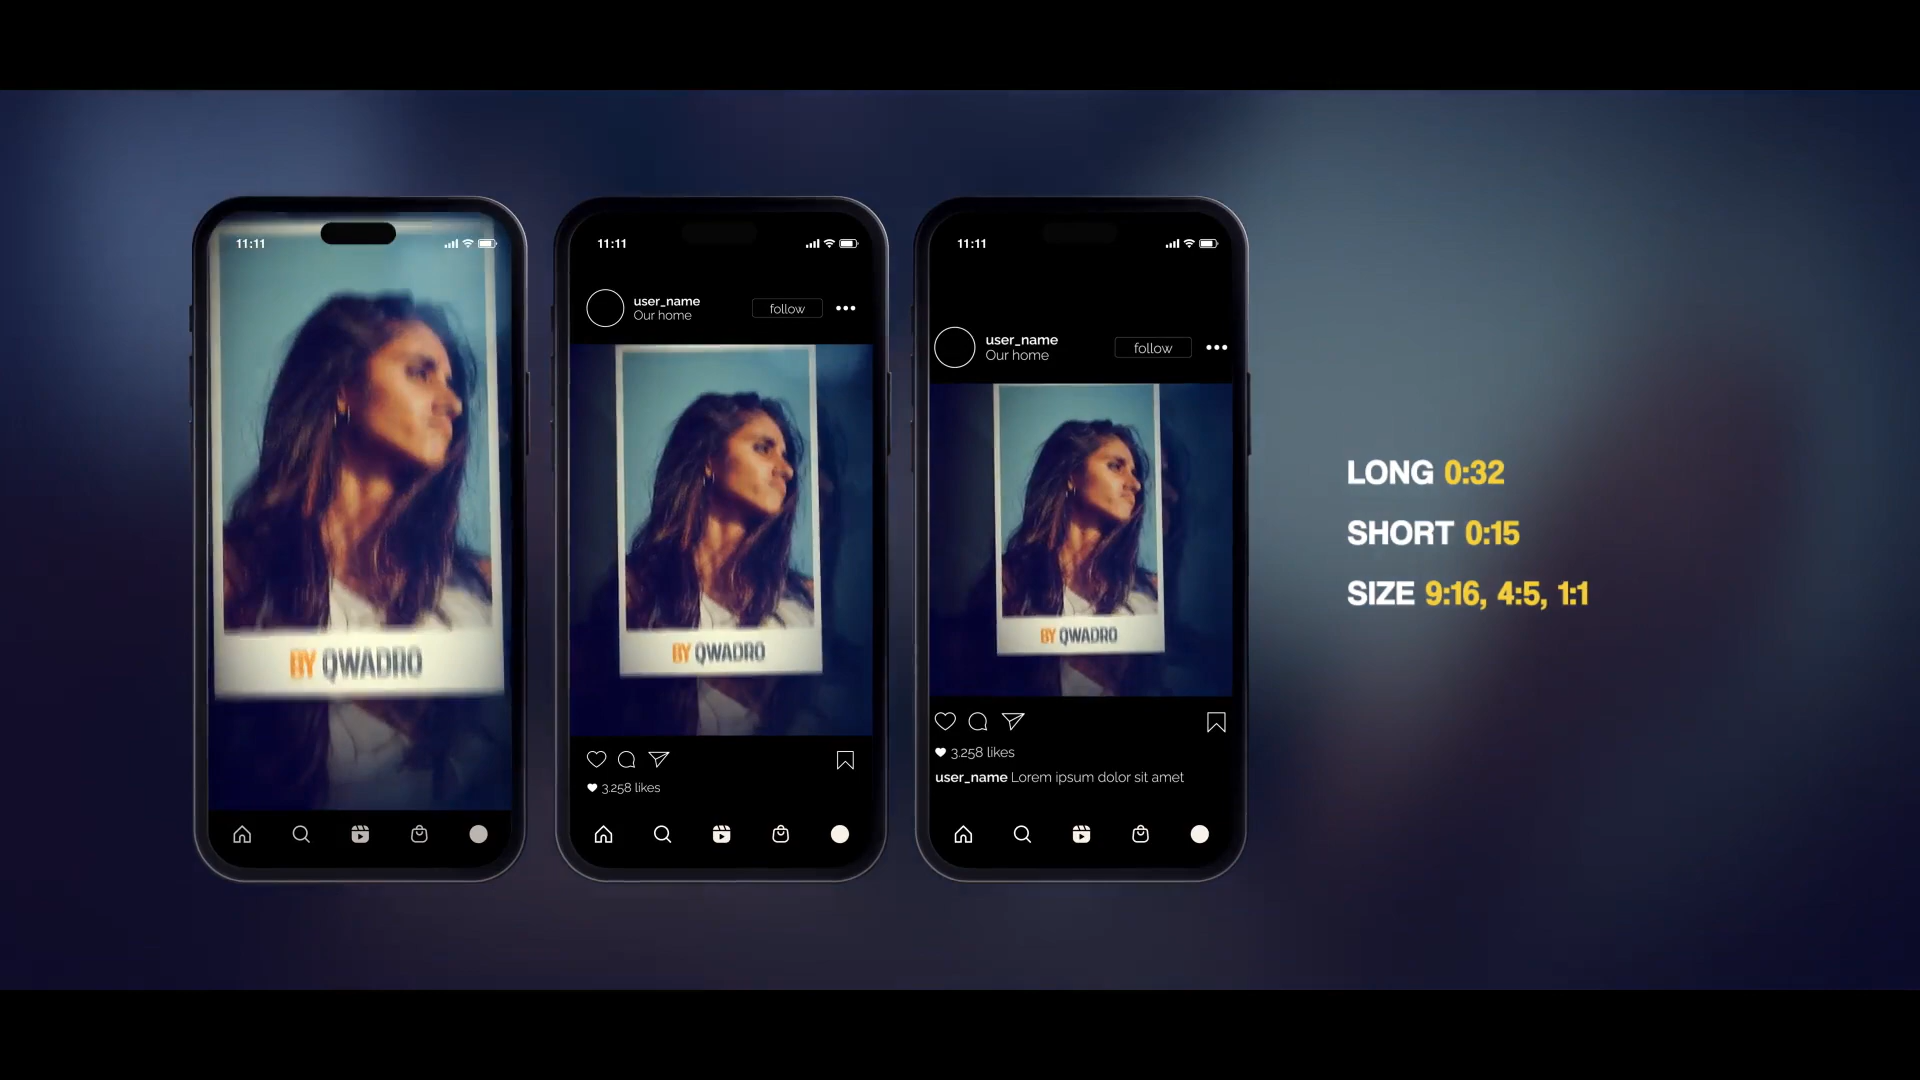 11:11
BY QWADRO
11:11
user_name
Our home
follow
BY QWADRO
3.258 likes
11:11
user_name
Our home
follow
BY QWADRO
3.258 likes
user_name Lorem ipsum dolor sit amet
LONG 0:32
SHORT 0:15
SIZE 9:16, 4:5, 1:1